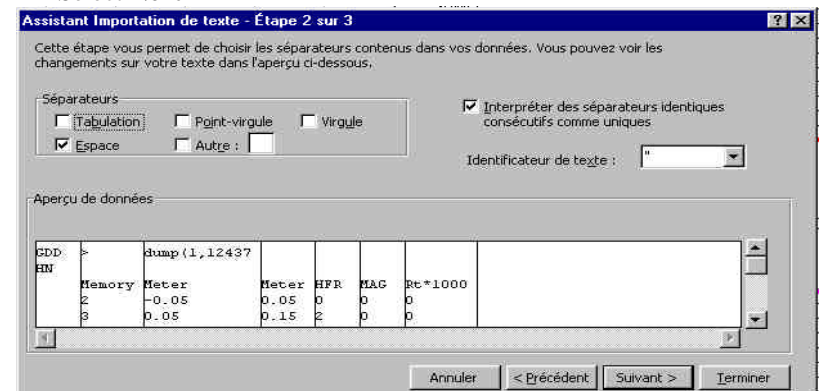 Assistant Importation de texte - Étape 2 sur 3
Cette étape vous permet de choisir les séparateurs contenus dans vos données. Vous pouvez voir les
changements sur votre texte dans l'aperçu ci-dessous.
Séparateurs
Tabulation Point-virgule Virgule
Espace Autre :
Interpréter des séparateurs identiques
consécutifs comme uniques
Identificateur de texte : "
Aperçu de données
GDD > dump(1,12437
HN
Memory Meter Meter HFR MAG Rt*1000
2 -0.05 0.05 0 0 0
3 0.05 0.15 2 0 0
Annuler < Précédent Suivant > Terminer